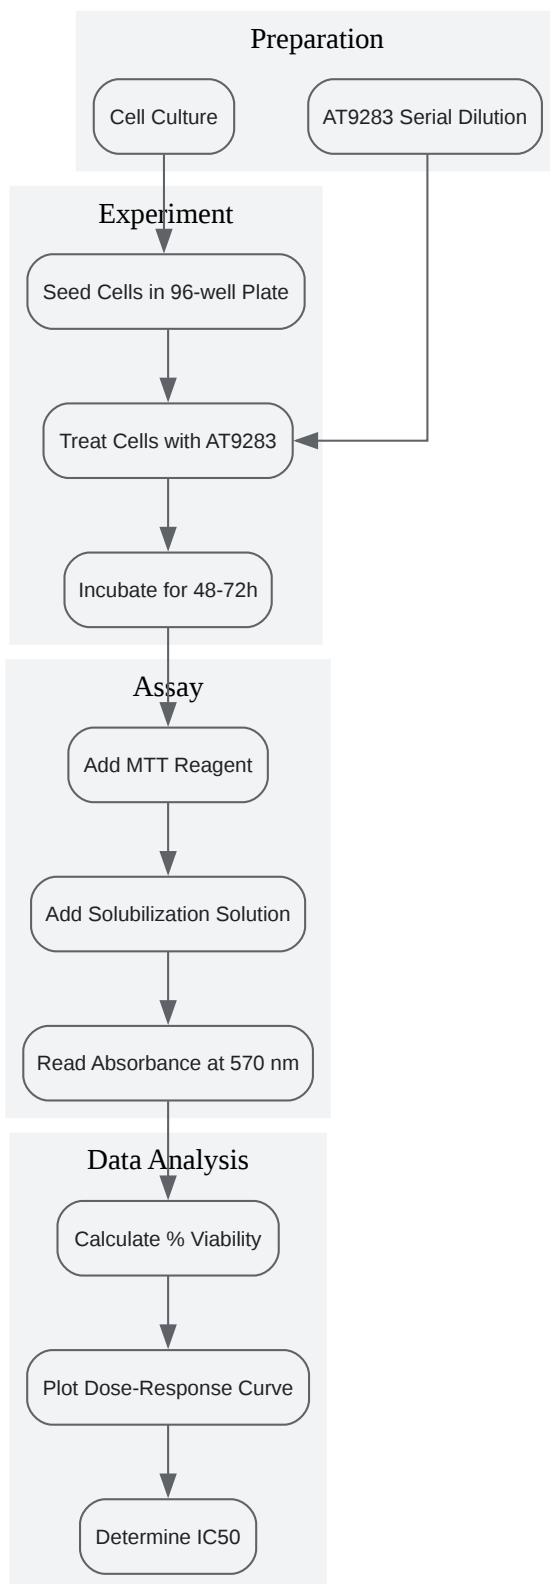 Preparation
Cell Culture
AT9283 Serial Dilution
Experiment
Seed Cells in 96-well Plate
Treat Cells with AT9283
Incubate for 48-72h
Assay
Add MTT Reagent
Add Solubilization Solution
Read Absorbance at 570 nm
Data Analysis
Calculate % Viability
Plot Dose-Response Curve
Determine IC50